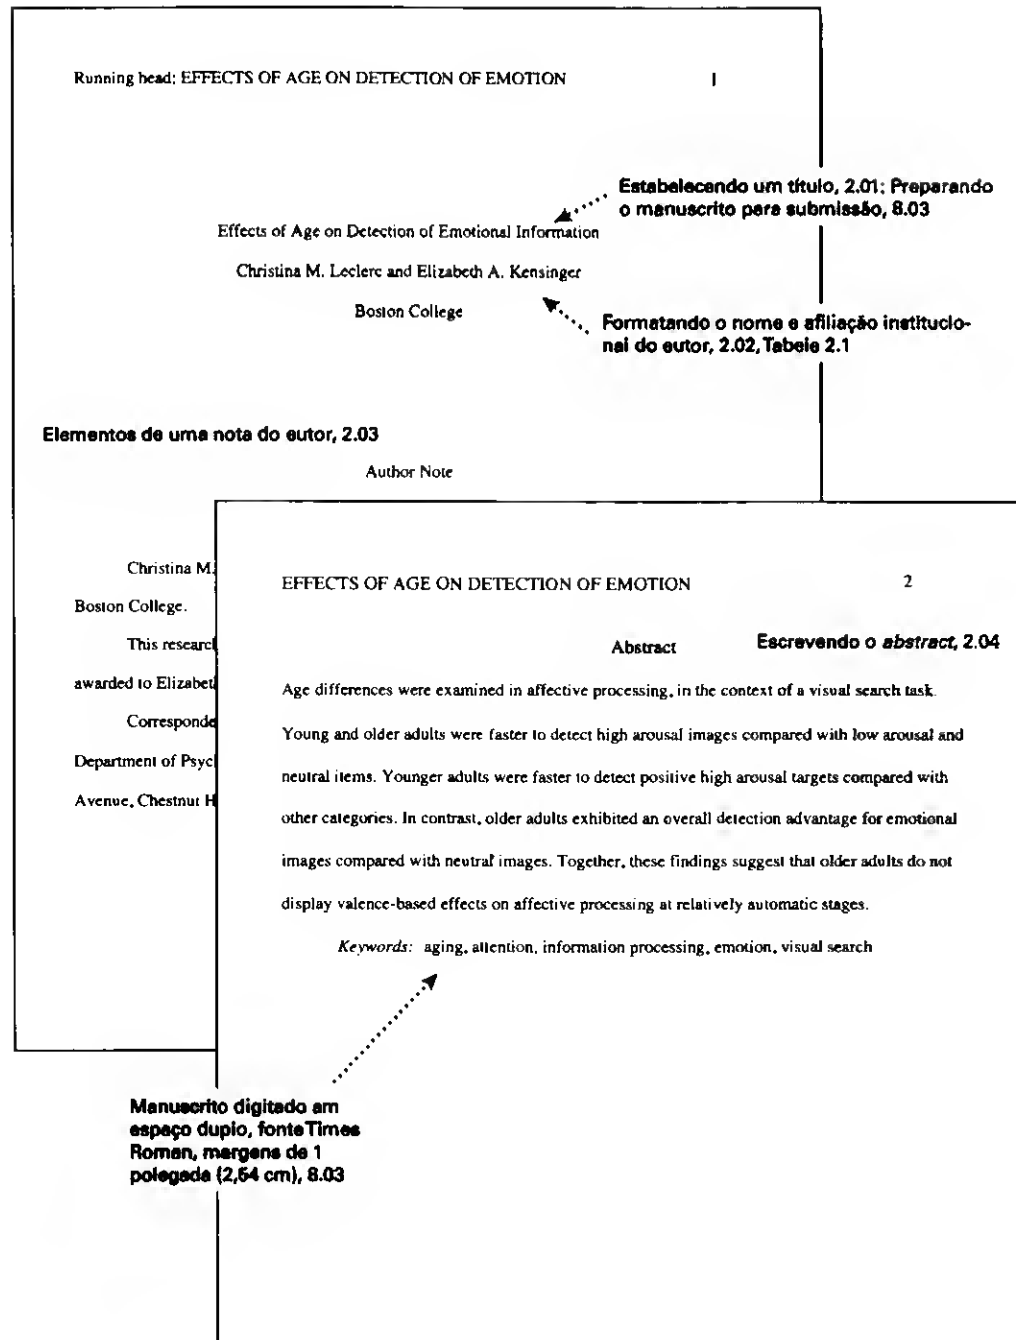 Running head: EFFECTS OF AGE ON DETECTION OF EMOTION 1
Estabelecendo um título, 2.01; Preparando
o manuscrito para submissão, 8.03
Effects of Age on Detection of Emotional Information
Christina M. Leclerc and Elizabeth A. Kensinger
Boston College
Formatando o nome e afiliação institucio-
nal do autor, 2.02, Tabela 2.1
Elementos de uma nota do autor, 2.03
Author Note
Christina M.
Boston College.
This research
awarded to Elizabet
Corresponde
Department of Psyc
Avenue, Chestnut H
EFFECTS OF AGE ON DETECTION OF EMOTION 2
Abstract
Escrevendo o abstract, 2.04
Age differences were examined in affective processing, in the context of a visual search task.
Young and older adults were faster to detect high arousal images compared with low arousal and
neutral items. Younger adults were faster to detect positive high arousal targets compared with
other categories. In contrast, older adults exhibited an overall detection advantage for emotional
images compared with neutral images. Together, these findings suggest that older adults do not
display valence-based effects on affective processing at relatively automatic stages.
Keywords: aging, attention, information processing, emotion, visual search
Manuscrito digitado em
espaço duplo, fonte Times
Roman, margens de 1
polegada (2,54 cm), 8.03